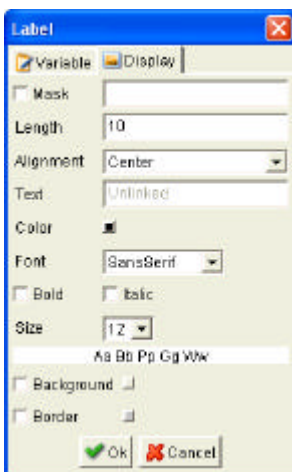 Label
Variable Display
Mask
Length 10
Alignment Center
Text Unlinked
Color
Font SansSerif
Bold Italic
Size 12
Aa Bb Pp Gg Ww
Background
Border
Ok Cancel